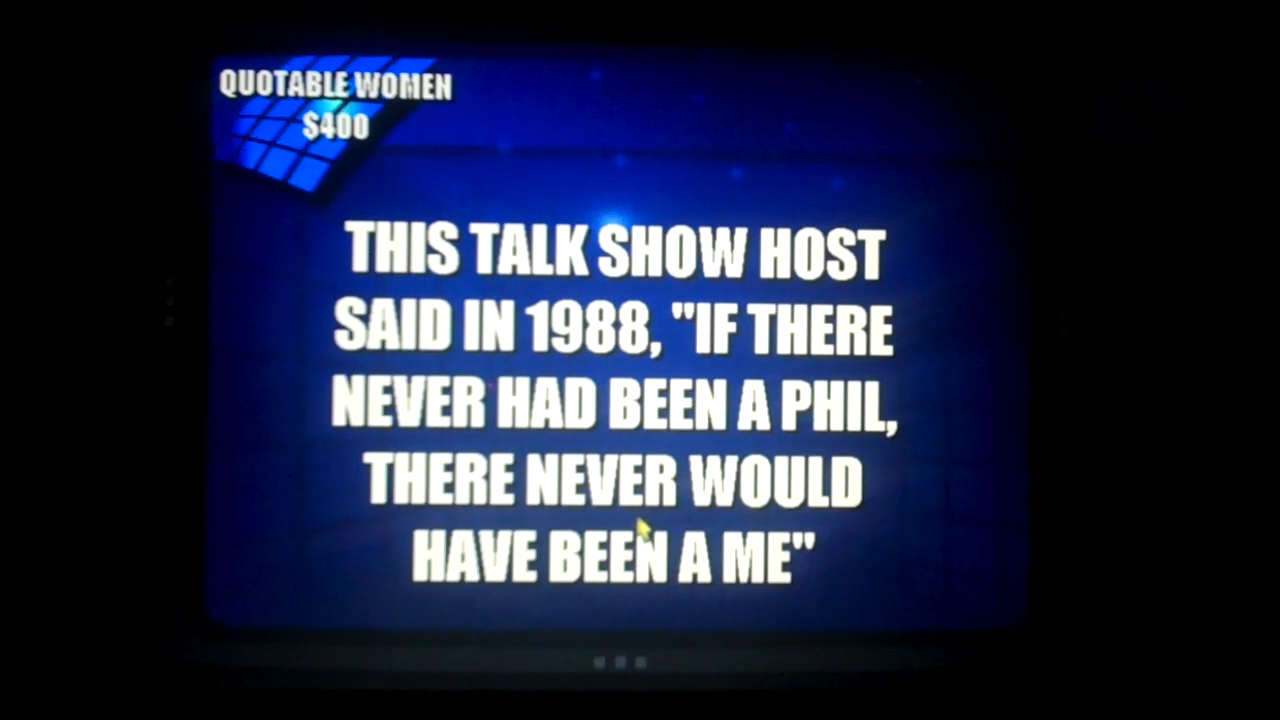 QUOTABLE WOMEN
$400
THIS TALK SHOW HOST
SAID IN 1988, "IF THERE
NEVER HAD BEEN A PHIL,
THERE NEVER WOULD
HAVE BEEN A ME"